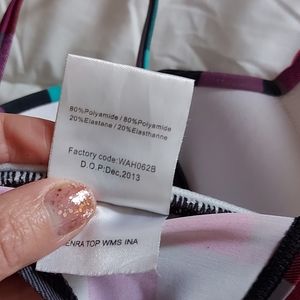 80%Polyamide / 80%Polyamide
20%Elastane / 20%Elasthanne
Factory code: WAH062B
D.O.P:Dec, 2013
ENRA TOP WMS INA